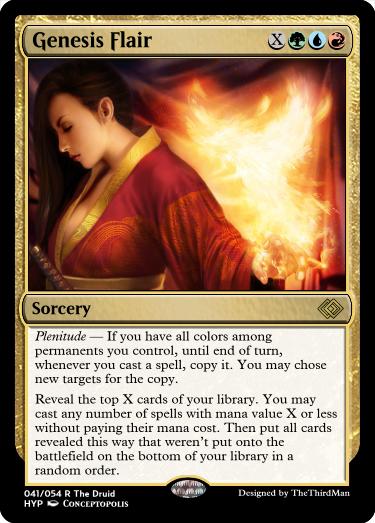 Genesis Flair X
Sorcery
Plenitude — If you have all colors among
permanents you control, until end of turn,
whenever you cast a spell, copy it. You may chose
new targets for the copy.
Reveal the top X cards of your library. You may
cast any number of spells with mana value X or less
without paying their mana cost. Then put all cards
revealed this way that weren't put onto the
battlefield on the bottom of your library in a
random order.
041/054 R The Druid
Designed by TheThirdMan
HYP Conceptopolis